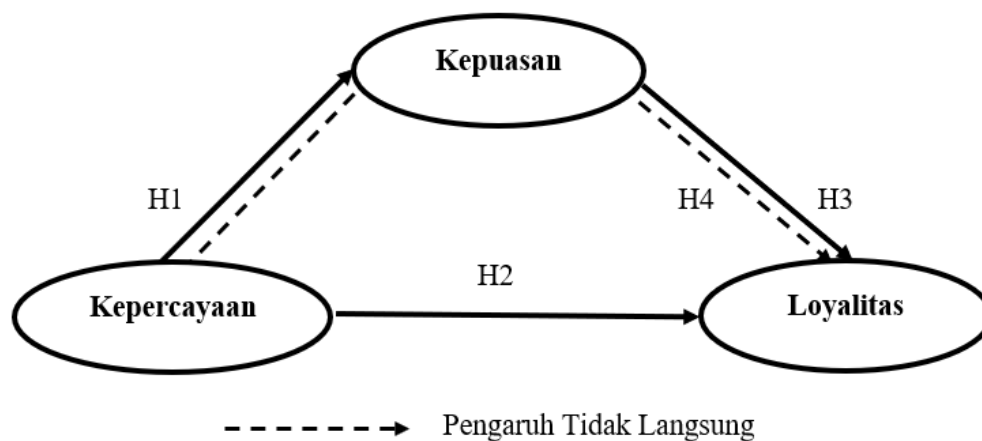 Kepuasan
H1
H4
H3
H2
Kepercayaan
Loyalitas
Pengaruh Tidak Langsung